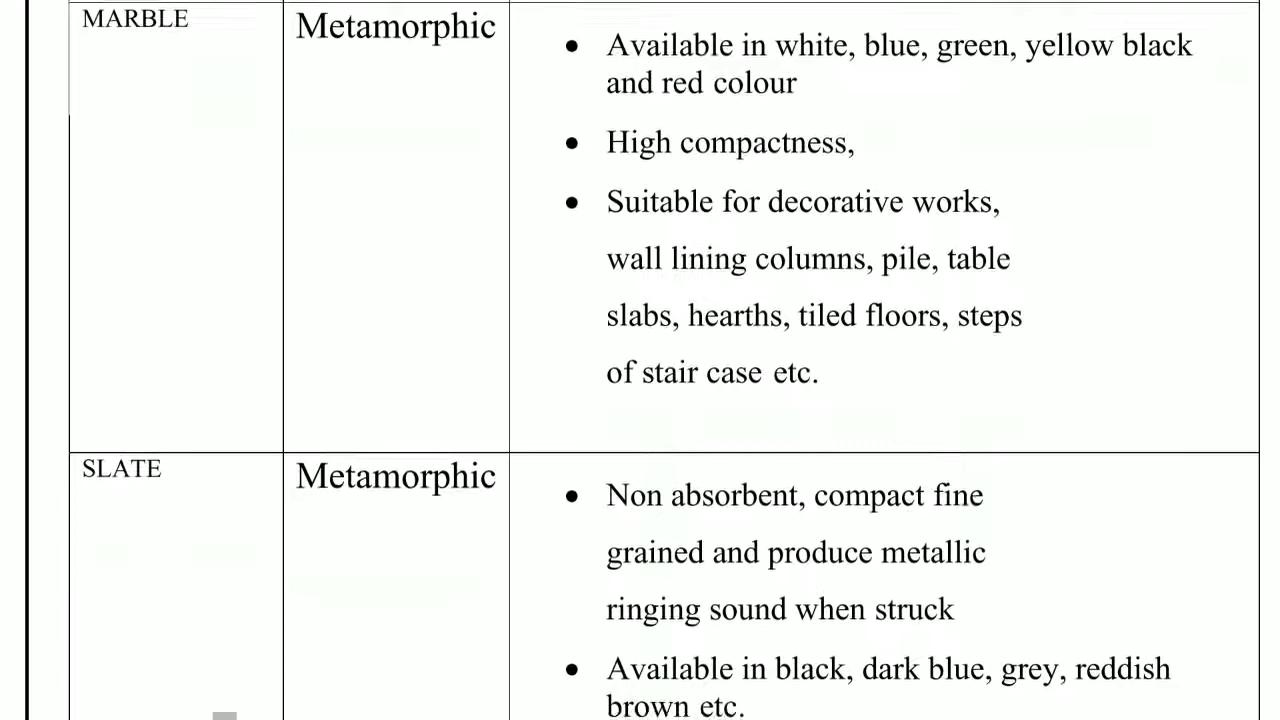 MARBLE
Metamorphic
• Available in white, blue, green, yellow black
and red colour
• High compactness,
• Suitable for decorative works,
wall lining columns, pile, table
slabs, hearths, tiled floors, steps
of stair case etc.
SLATE
Metamorphic
• Non absorbent, compact fine
grained and produce metallic
ringing sound when struck
• Available in black, dark blue, grey, reddish
brown etc.